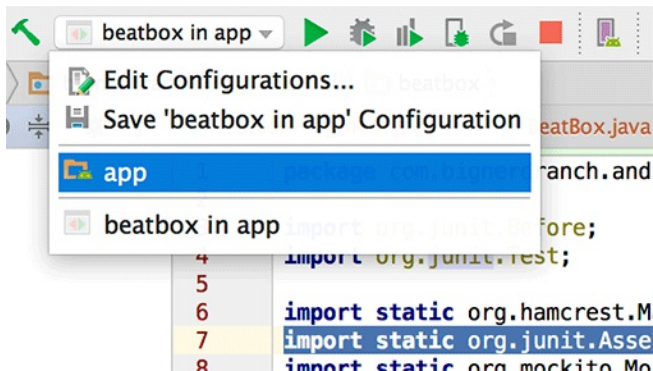 beatbox in app
Edit Configurations...
beatbox
Save 'beatbox in app' Configuration
eatBox.java
app
1 package com.bignerdranch.and
beatbox in app
import org.junit.Before;
4 import org.junit.Test;
5
6 import static org.hamcrest.M
7 import static org.junit.Asse
8 import static org.mockito.Mo